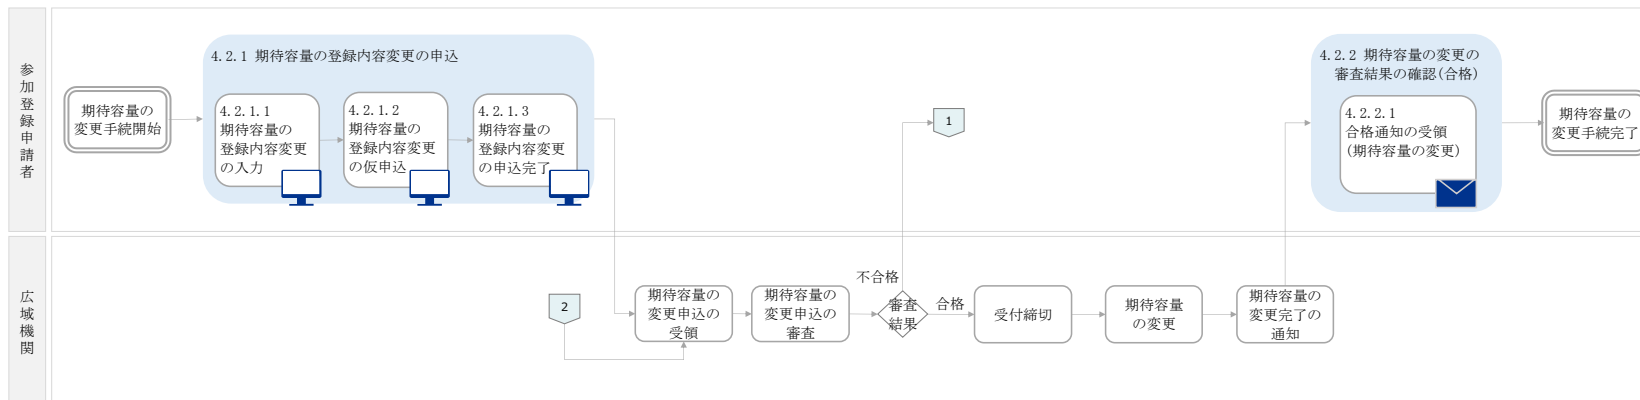 参加登録申請者
期待容量の
変更手続開始
4.2.1 期待容量の登録内容変更の申込
4.2.1.1
期待容量の
登録内容変更
の入力
4.2.1.2
期待容量の
登録内容変更
の仮申込
4.2.1.3
期待容量の
登録内容変更
の申込完了
1
4.2.2 期待容量の変更の
審査結果の確認(合格)
4.2.2.1
合格通知の受領
(期待容量の変更)
期待容量の
変更手続完了
広域機関
2
期待容量の
変更申込の
受領
期待容量の
変更申込の
審査
不合格
審査
結果
合格
受付締切
期待容量
の変更
期待容量の
変更完了の
通知